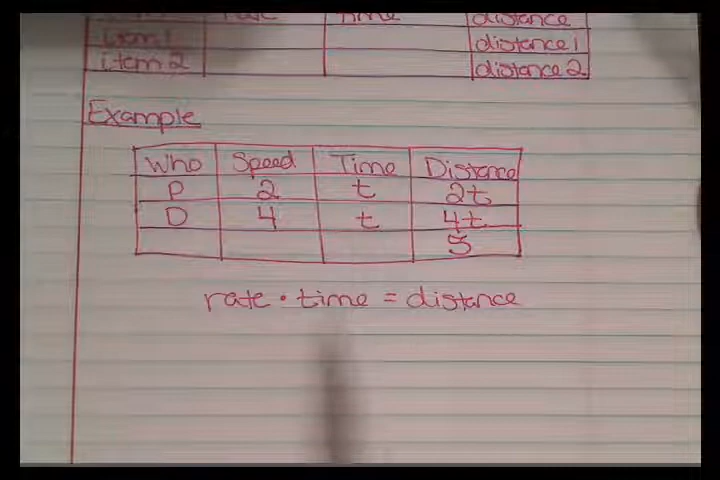 item rate time distance
item 1 distance 1
item 2 distance 2
Example
Who Speed Time Distance
P 2 t 2t
D 4 t 4t
5
rate · time = distance